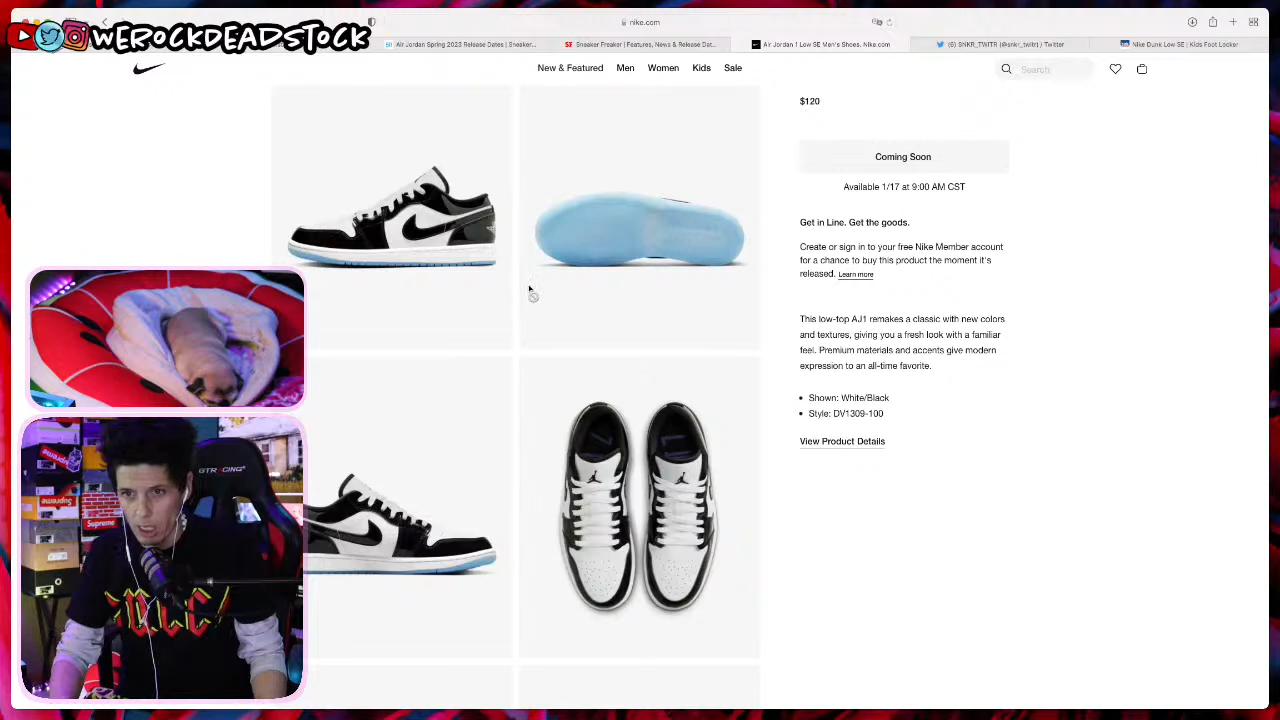 WEROCKDEADSTOCK
nike.com
Air Jordan Spring 2023 Release Dates | Sneaker...
Sneaker Freaker | Features, News & Release Dat...
Air Jordan 1 Low SE Men's Shoes. Nike.com
(6) SNKR_TWITR (@snkr_twitr) / Twitter
Nike Dunk Low SE | Kids Foot Locker
New & Featured Men Women Kids Sale
Search
$120
Coming Soon
Available 1/17 at 9:00 AM CST
Get in Line. Get the goods.
Create or sign in to your free Nike Member account
for a chance to buy this product the moment it's
released. Learn more
This low-top AJ1 remakes a classic with new colors
and textures, giving you a fresh look with a familiar
feel. Premium materials and accents give modern
expression to an all-time favorite.
Shown: White/Black
Style: DV1309-100
View Product Details
GTRACING
Supreme
Supreme